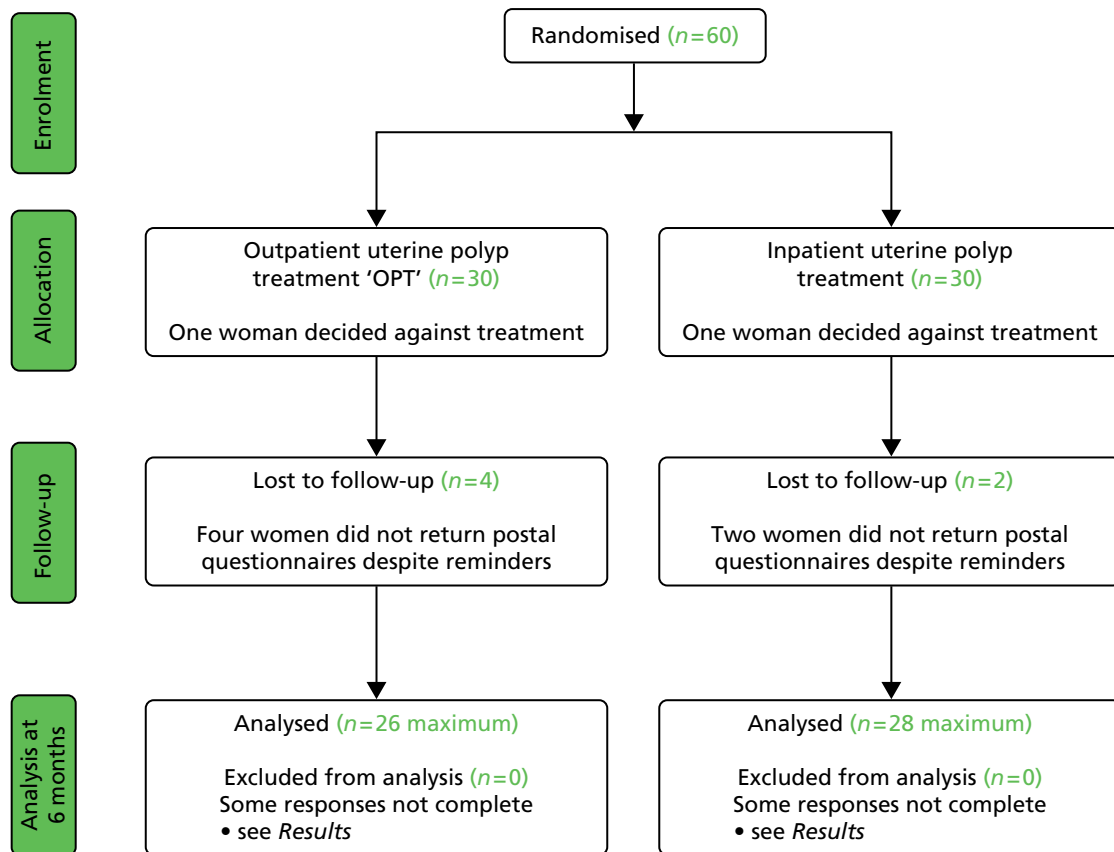 Enrolment
Randomised (n=60)
Allocation
Outpatient uterine polyp
treatment ‘OPT’ (n=30)
One woman decided against treatment
Inpatient uterine polyp
treatment (n=30)
One woman decided against treatment
Follow-up
Lost to follow-up (n=4)
Four women did not return postal
questionnaires despite reminders
Lost to follow-up (n=2)
Two women did not return postal
questionnaires despite reminders
Analysis at
6 months
Analysed (n=26 maximum)
Excluded from analysis (n=0)
Some responses not complete
• see Results
Analysed (n=28 maximum)
Excluded from analysis (n=0)
Some responses not complete
• see Results